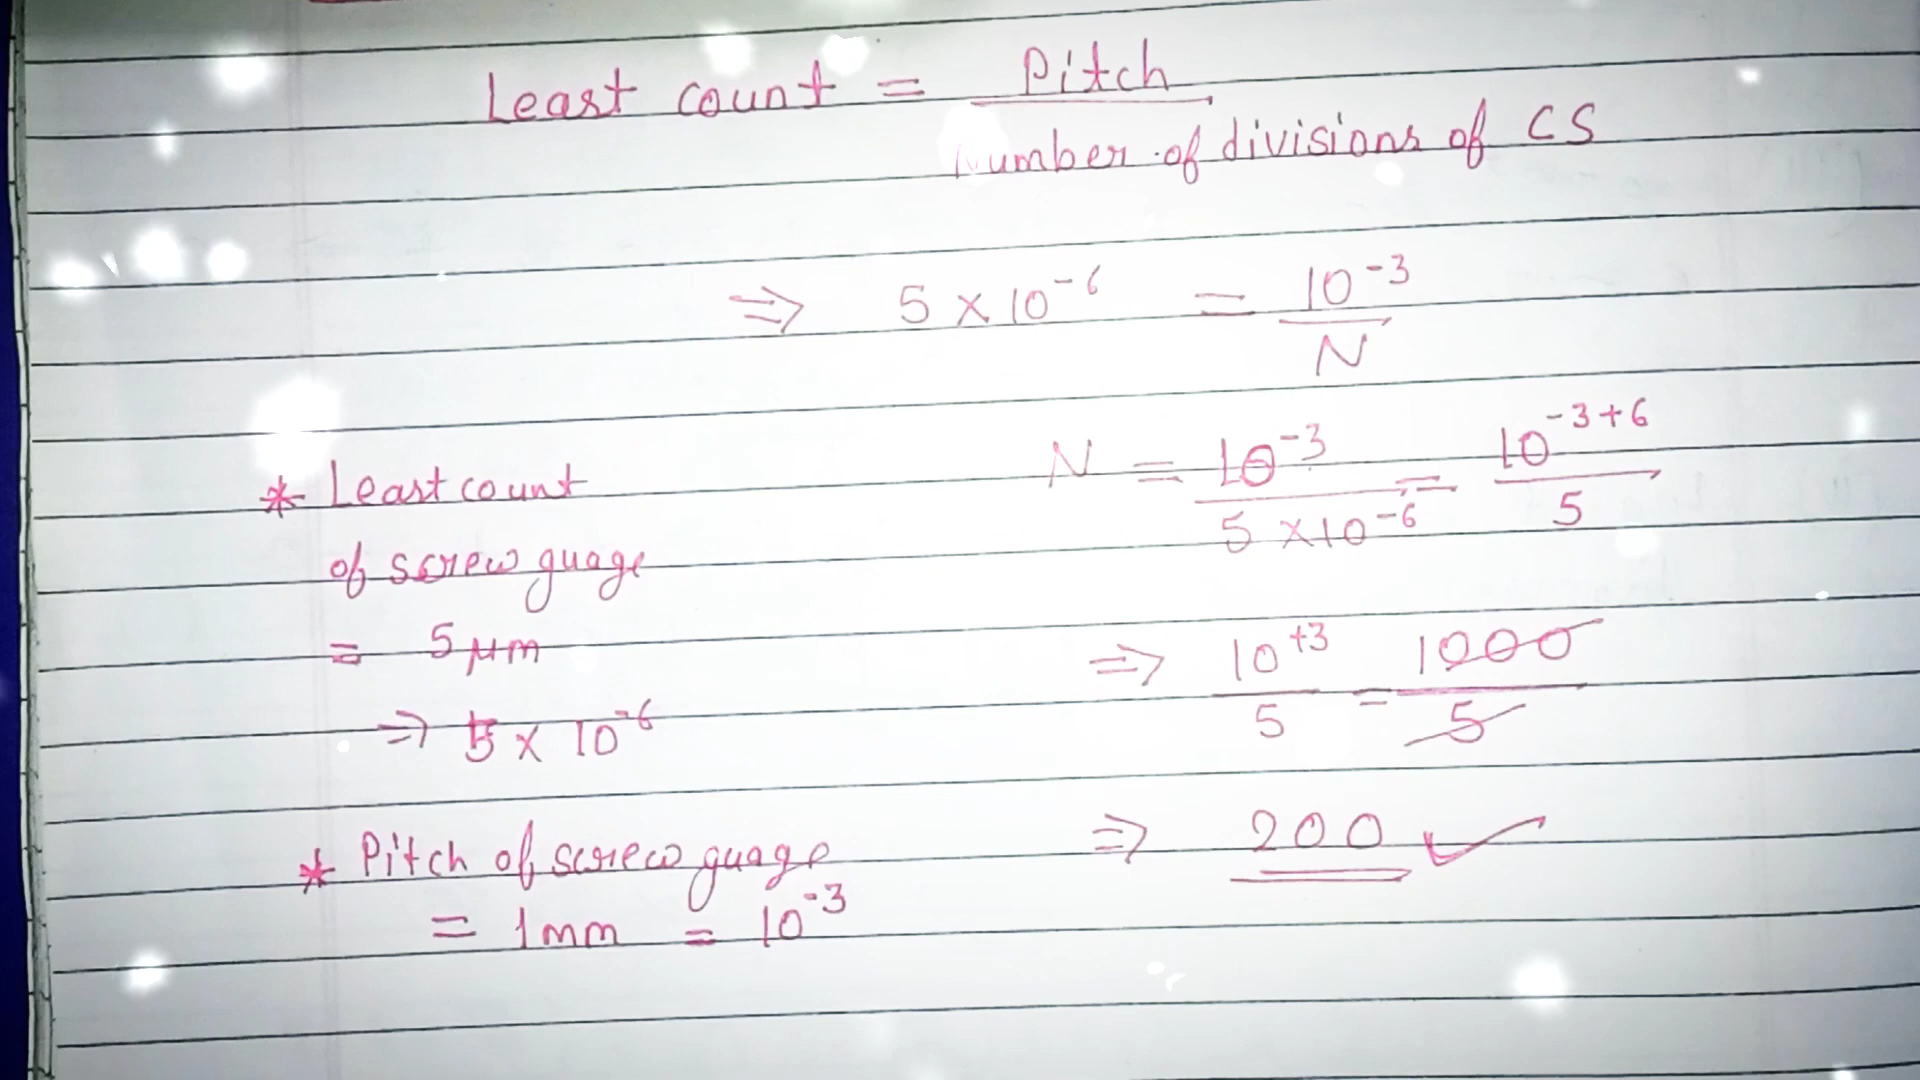 Least count = Pitch
Number of divisions of CS
⇒ 5 × 10⁻⁶ = 10⁻³
N
N = 10⁻³ = 10⁻³⁺⁶
5 × 10⁻⁶ 5
* Least count
of screw guage
= 5 μm
⇒ 5 × 10⁻⁶
* Pitch of screw guage
= 1 mm = 10⁻³
⇒ 10⁺³ = 1000
5 5
⇒ 200 ✓